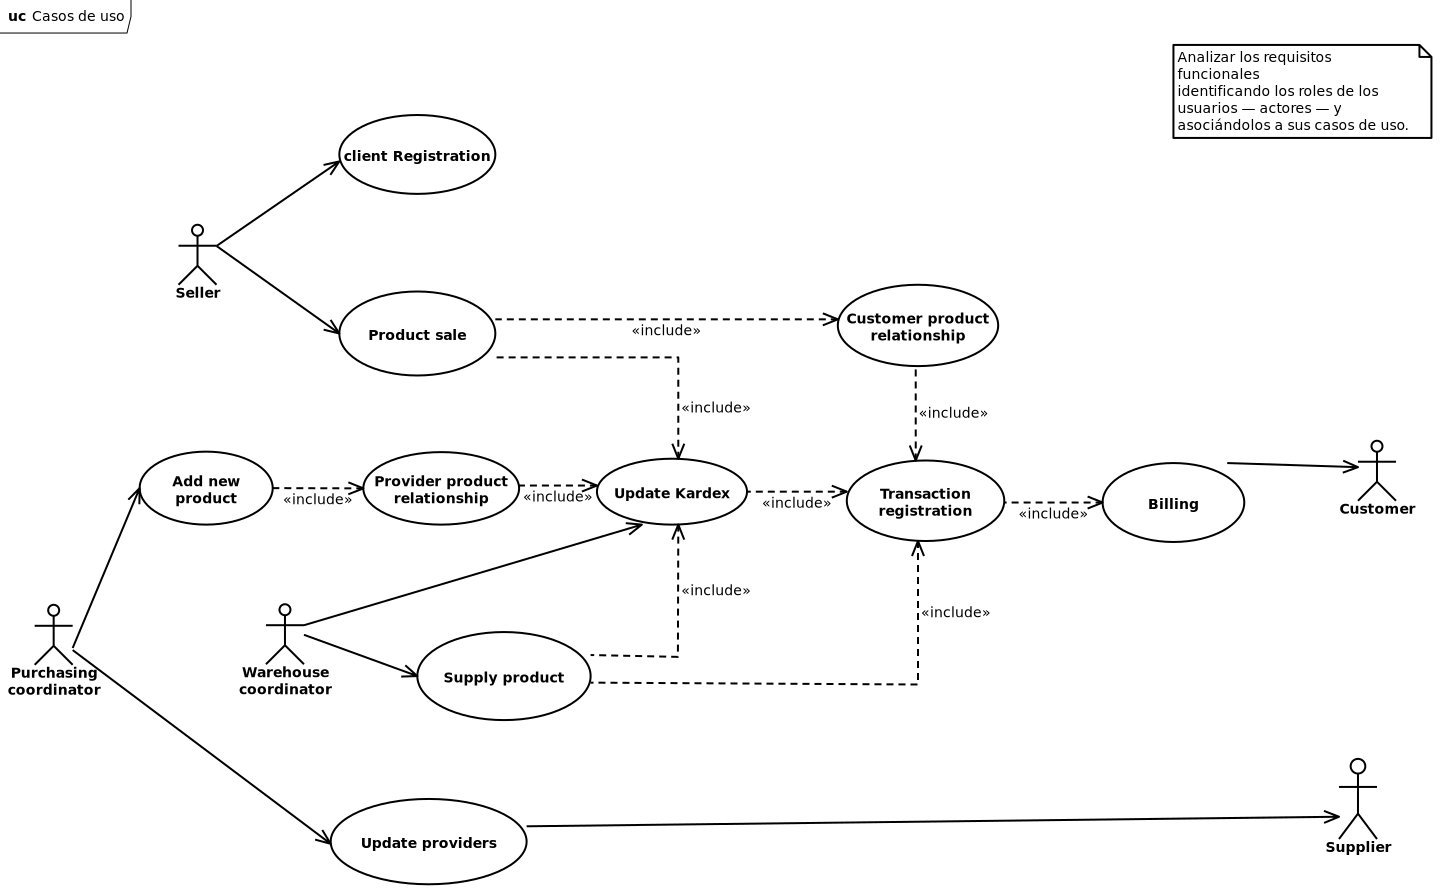 uc Casos de uso
Analizar los requisitos
funcionales
identificando los roles de los
usuarios — actores — y
asociándolos a sus casos de uso.
client Registration
Seller
Product sale
«include»
Customer product
relationship
«include»
«include»
Add new
product
«include»
Provider product
relationship
«include»
Update Kardex
«include»
Transaction
registration
«include»
Billing
Customer
«include»
«include»
Purchasing
coordinator
Warehouse
coordinator
Supply product
Update providers
Supplier